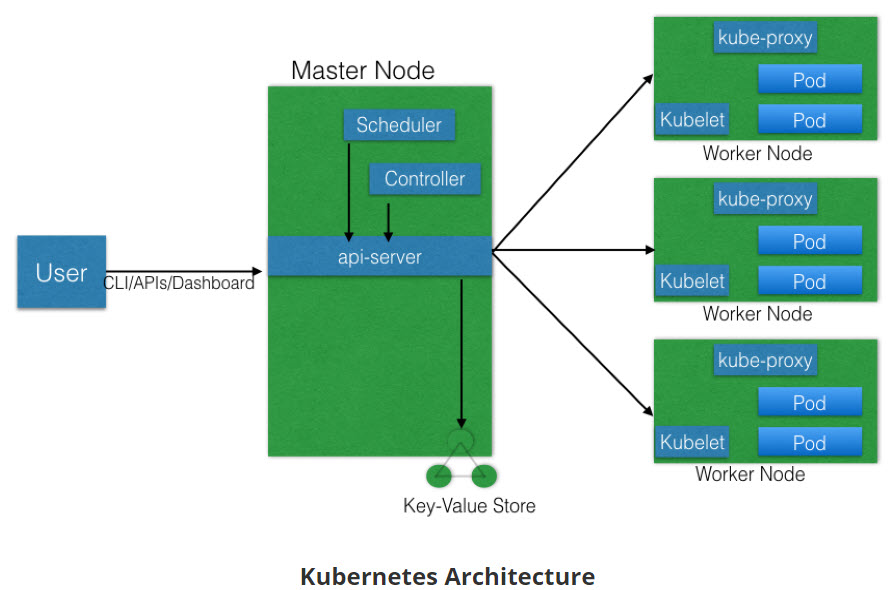 Master Node
Scheduler
Controller
api-server
User
CLI/APIs/Dashboard
Key-Value Store
kube-proxy
Pod
Kubelet
Pod
Worker Node
kube-proxy
Pod
Kubelet
Pod
Worker Node
kube-proxy
Pod
Kubelet
Pod
Worker Node
Kubernetes Architecture